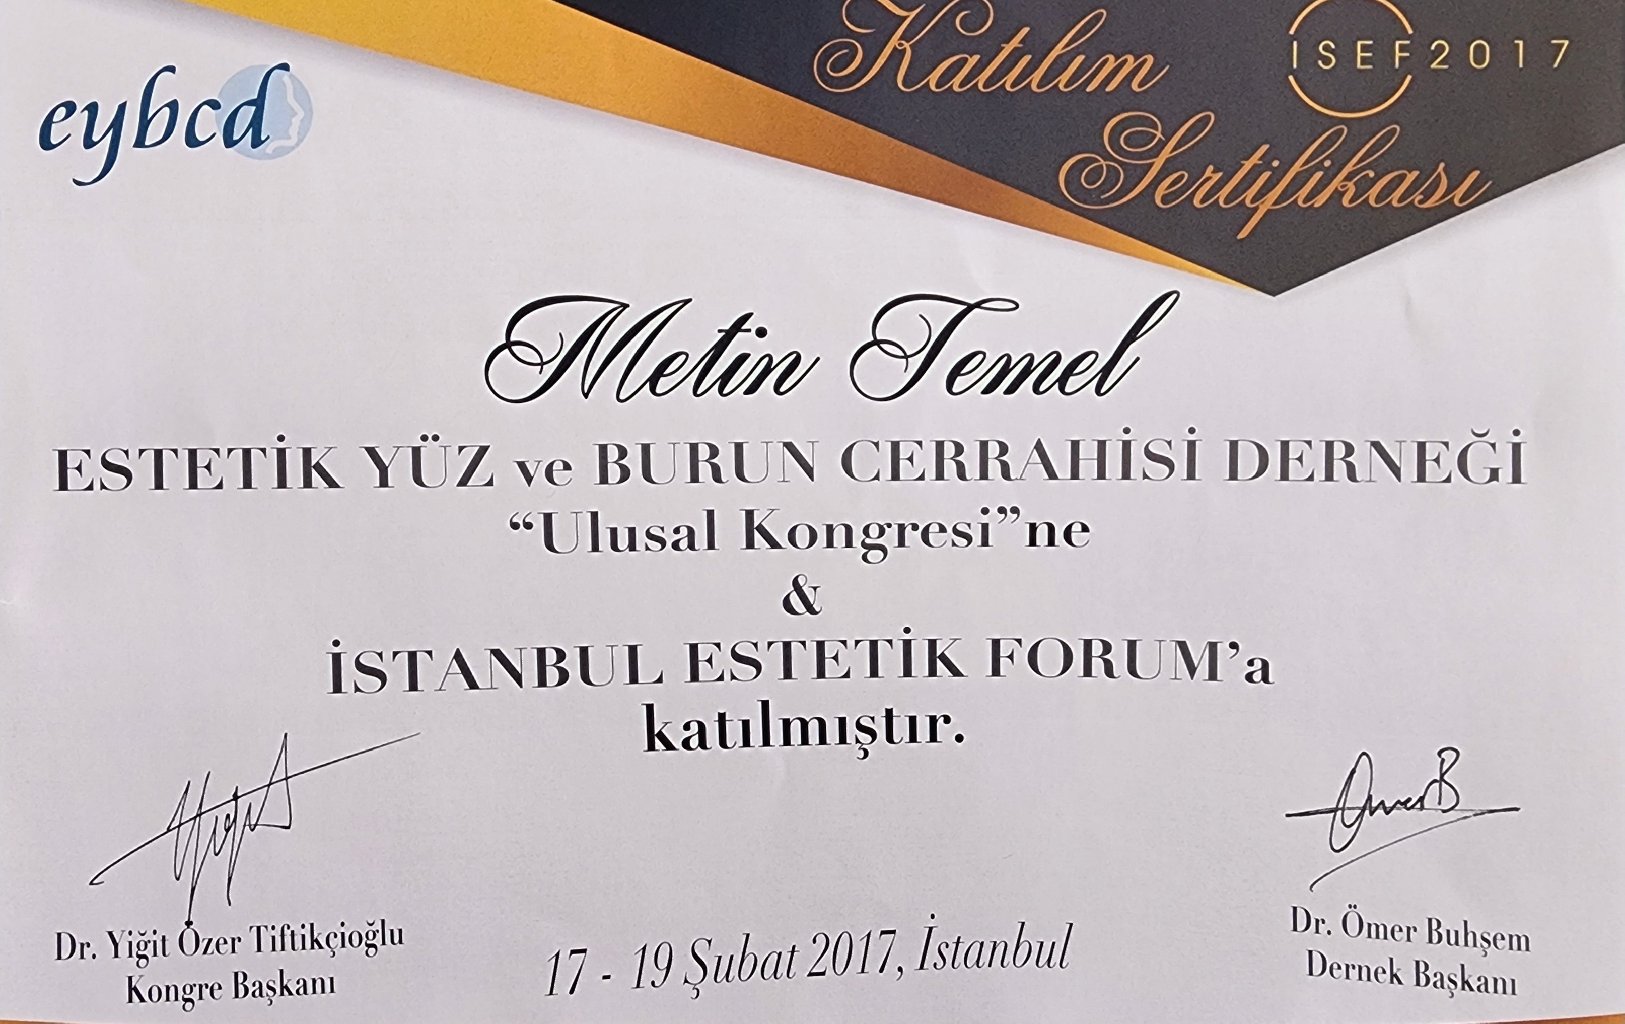 eybcd
Katılım
Sertifikası
ISEF2017
Metin Temel
ESTETİK YÜZ ve BURUN CERRAHİSİ DERNEĞİ
“Ulusal Kongresi”ne
&
İSTANBUL ESTETİK FORUM’a
katılmıştır.
Dr. Yiğit Özer Tiftikçioğlu
Kongre Başkanı
17 - 19 Şubat 2017, İstanbul
Dr. Ömer Buhşem
Dernek Başkanı